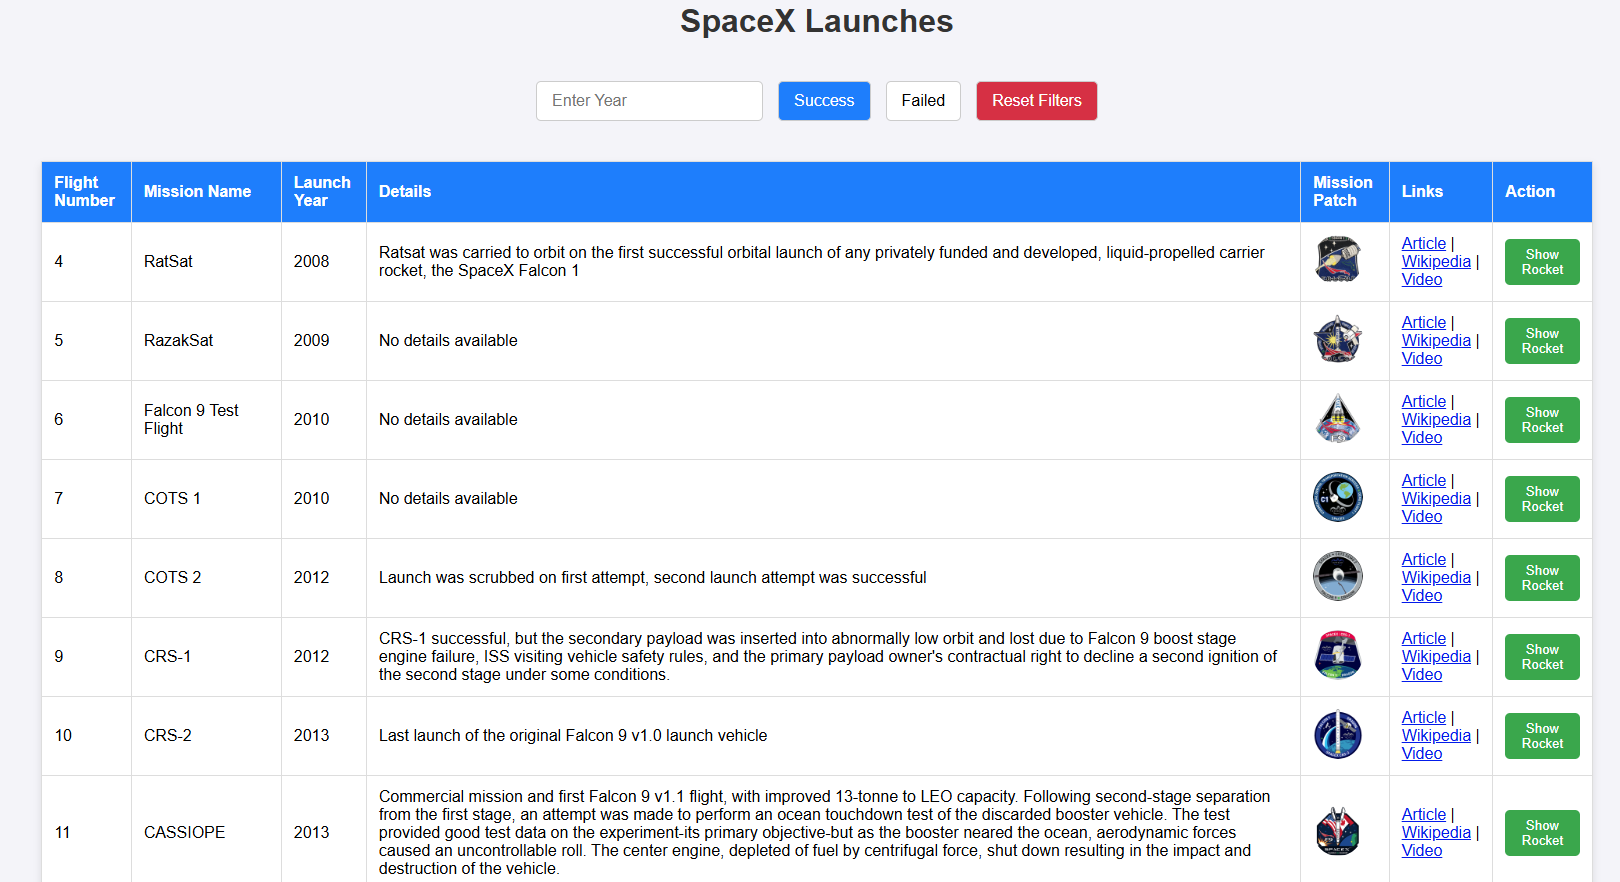 SpaceX Launches
Enter Year
Success
Failed
Reset Filters
Flight Number
Mission Name
Launch Year
Details
Mission Patch
Links
Action
4
RatSat
2008
Ratsat was carried to orbit on the first successful orbital launch of any privately funded and developed, liquid-propelled carrier
rocket, the SpaceX Falcon 1
Article |
Wikipedia |
Video
Show
Rocket
5
RazakSat
2009
No details available
Article |
Wikipedia |
Video
Show
Rocket
6
Falcon 9 Test
Flight
2010
No details available
Article |
Wikipedia |
Video
Show
Rocket
7
COTS 1
2010
No details available
C1
Article |
Wikipedia |
Video
Show
Rocket
8
COTS 2
2012
Launch was scrubbed on first attempt, second launch attempt was successful
Article |
Wikipedia |
Video
Show
Rocket
9
CRS-1
2012
CRS-1 successful, but the secondary payload was inserted into abnormally low orbit and lost due to Falcon 9 boost stage
engine failure, ISS visiting vehicle safety rules, and the primary payload owner's contractual right to decline a second ignition of
the second stage under some conditions.
Article |
Wikipedia |
Video
Show
Rocket
10
CRS-2
2013
Last launch of the original Falcon 9 v1.0 launch vehicle
Article |
Wikipedia |
Video
Show
Rocket
11
CASSIOPE
2013
Commercial mission and first Falcon 9 v1.1 flight, with improved 13-tonne to LEO capacity. Following second-stage separation
from the first stage, an attempt was made to perform an ocean touchdown test of the discarded booster vehicle. The test
provided good test data on the experiment-its primary objective-but as the booster neared the ocean, aerodynamic forces
caused an uncontrollable roll. The center engine, depleted of fuel by centrifugal force, shut down resulting in the impact and
destruction of the vehicle.
SPACEX
Article |
Wikipedia |
Video
Show
Rocket